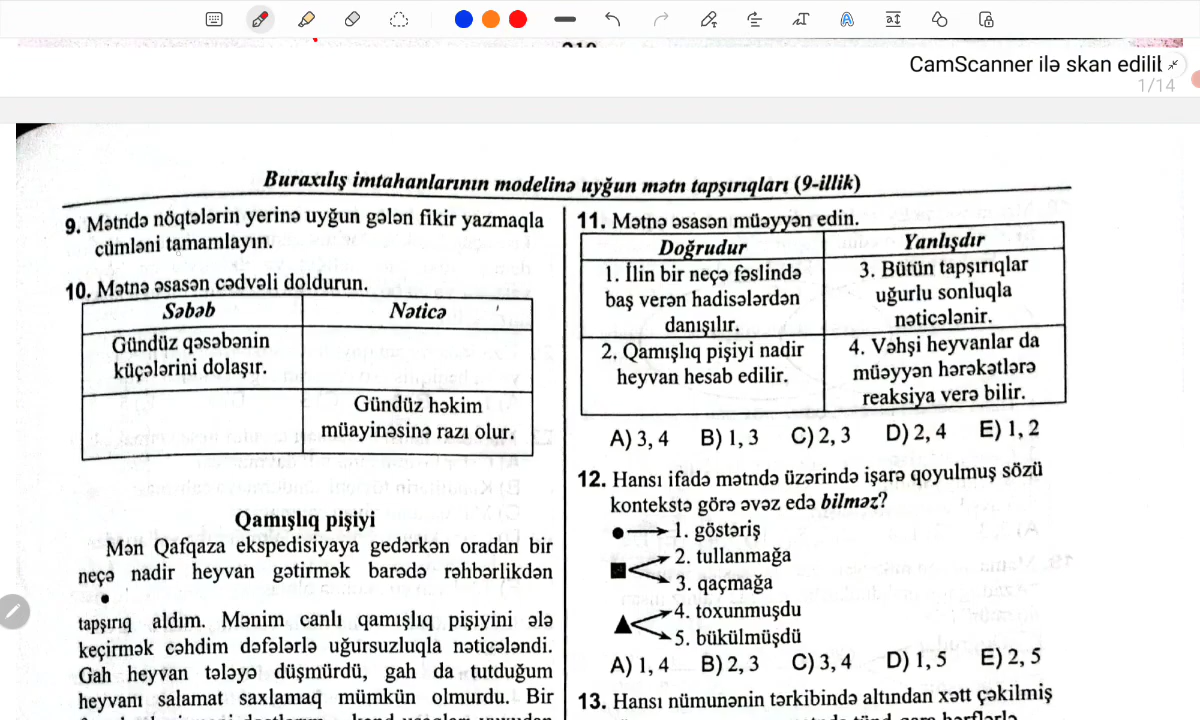 CamScanner ilə skan edilib
1/14
Buraxılış imtahanlarının modelinə uyğun mətn tapşırıqları (9-illik)
9. Mətndə nöqtələrin yerinə uyğun gələn fikir yazmaqla
cümləni tamamlayın.
10. Mətnə əsasən cədvəli doldurun.
Səbəb Nəticə
Gündüz qəsəbənin
küçələrini dolaşır.
Gündüz həkim
müayinəsinə razı olur.
Qamışlıq pişiyi
Mən Qafqaza ekspedisiyaya gedərkən oradan bir
neçə nadir heyvan gətirmək barədə rəhbərlikdən
tapşırıq aldım. Mənim canlı qamışlıq pişiyini ələ
keçirmək cəhdim dəfələrlə uğursuzluqla nəticələndi.
Gah heyvan tələyə düşmürdü, gah da tutduğum
heyvanı salamat saxlamaq mümkün olmurdu. Bir
11. Mətnə əsasən müəyyən edin.
Doğrudur Yanlışdır
1. İlin bir neçə fəslində
baş verən hadisələrdən
danışılır.
3. Bütün tapşırıqlar
uğurlu sonluqla
nəticələnir.
2. Qamışlıq pişiyi nadir
heyvan hesab edilir.
4. Vəhşi heyvanlar da
müəyyən hərəkətlərə
reaksiya verə bilir.
A) 3, 4 B) 1, 3 C) 2, 3 D) 2, 4 E) 1, 2
12. Hansı ifadə mətndə üzərində işarə qoyulmuş sözü
kontekstə görə əvəz edə bilməz?
1. göstəriş
2. tullanmağa
3. qaçmağa
4. toxunmuşdu
5. bükülmüşdü
A) 1, 4 B) 2, 3 C) 3, 4 D) 1, 5 E) 2, 5
13. Hansı nümunənin tərkibində altından xətt çəkilmiş